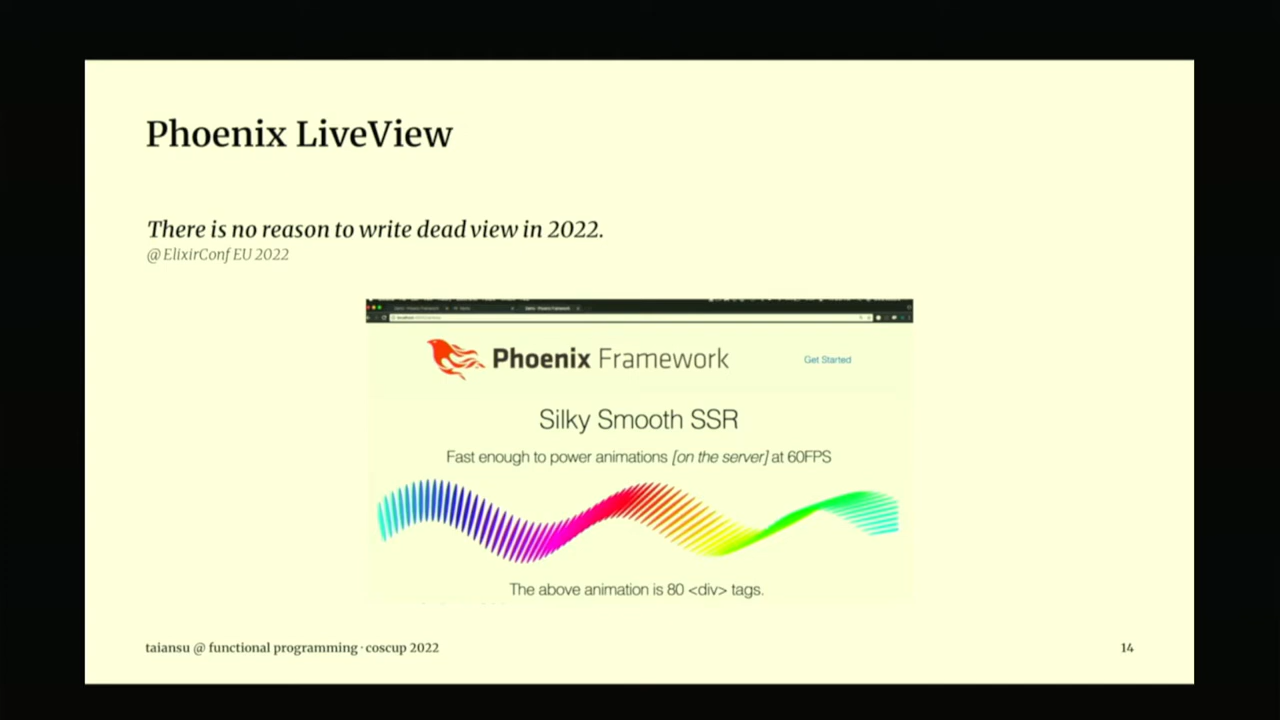 Phoenix LiveView
There is no reason to write dead view in 2022.
@ ElixirConf EU 2022
Phoenix Framework
Get Started
Silky Smooth SSR
Fast enough to power animations [on the server] at 60FPS
The above animation is 80 <div> tags.
taiansu @ functional programming · coscup 2022
14